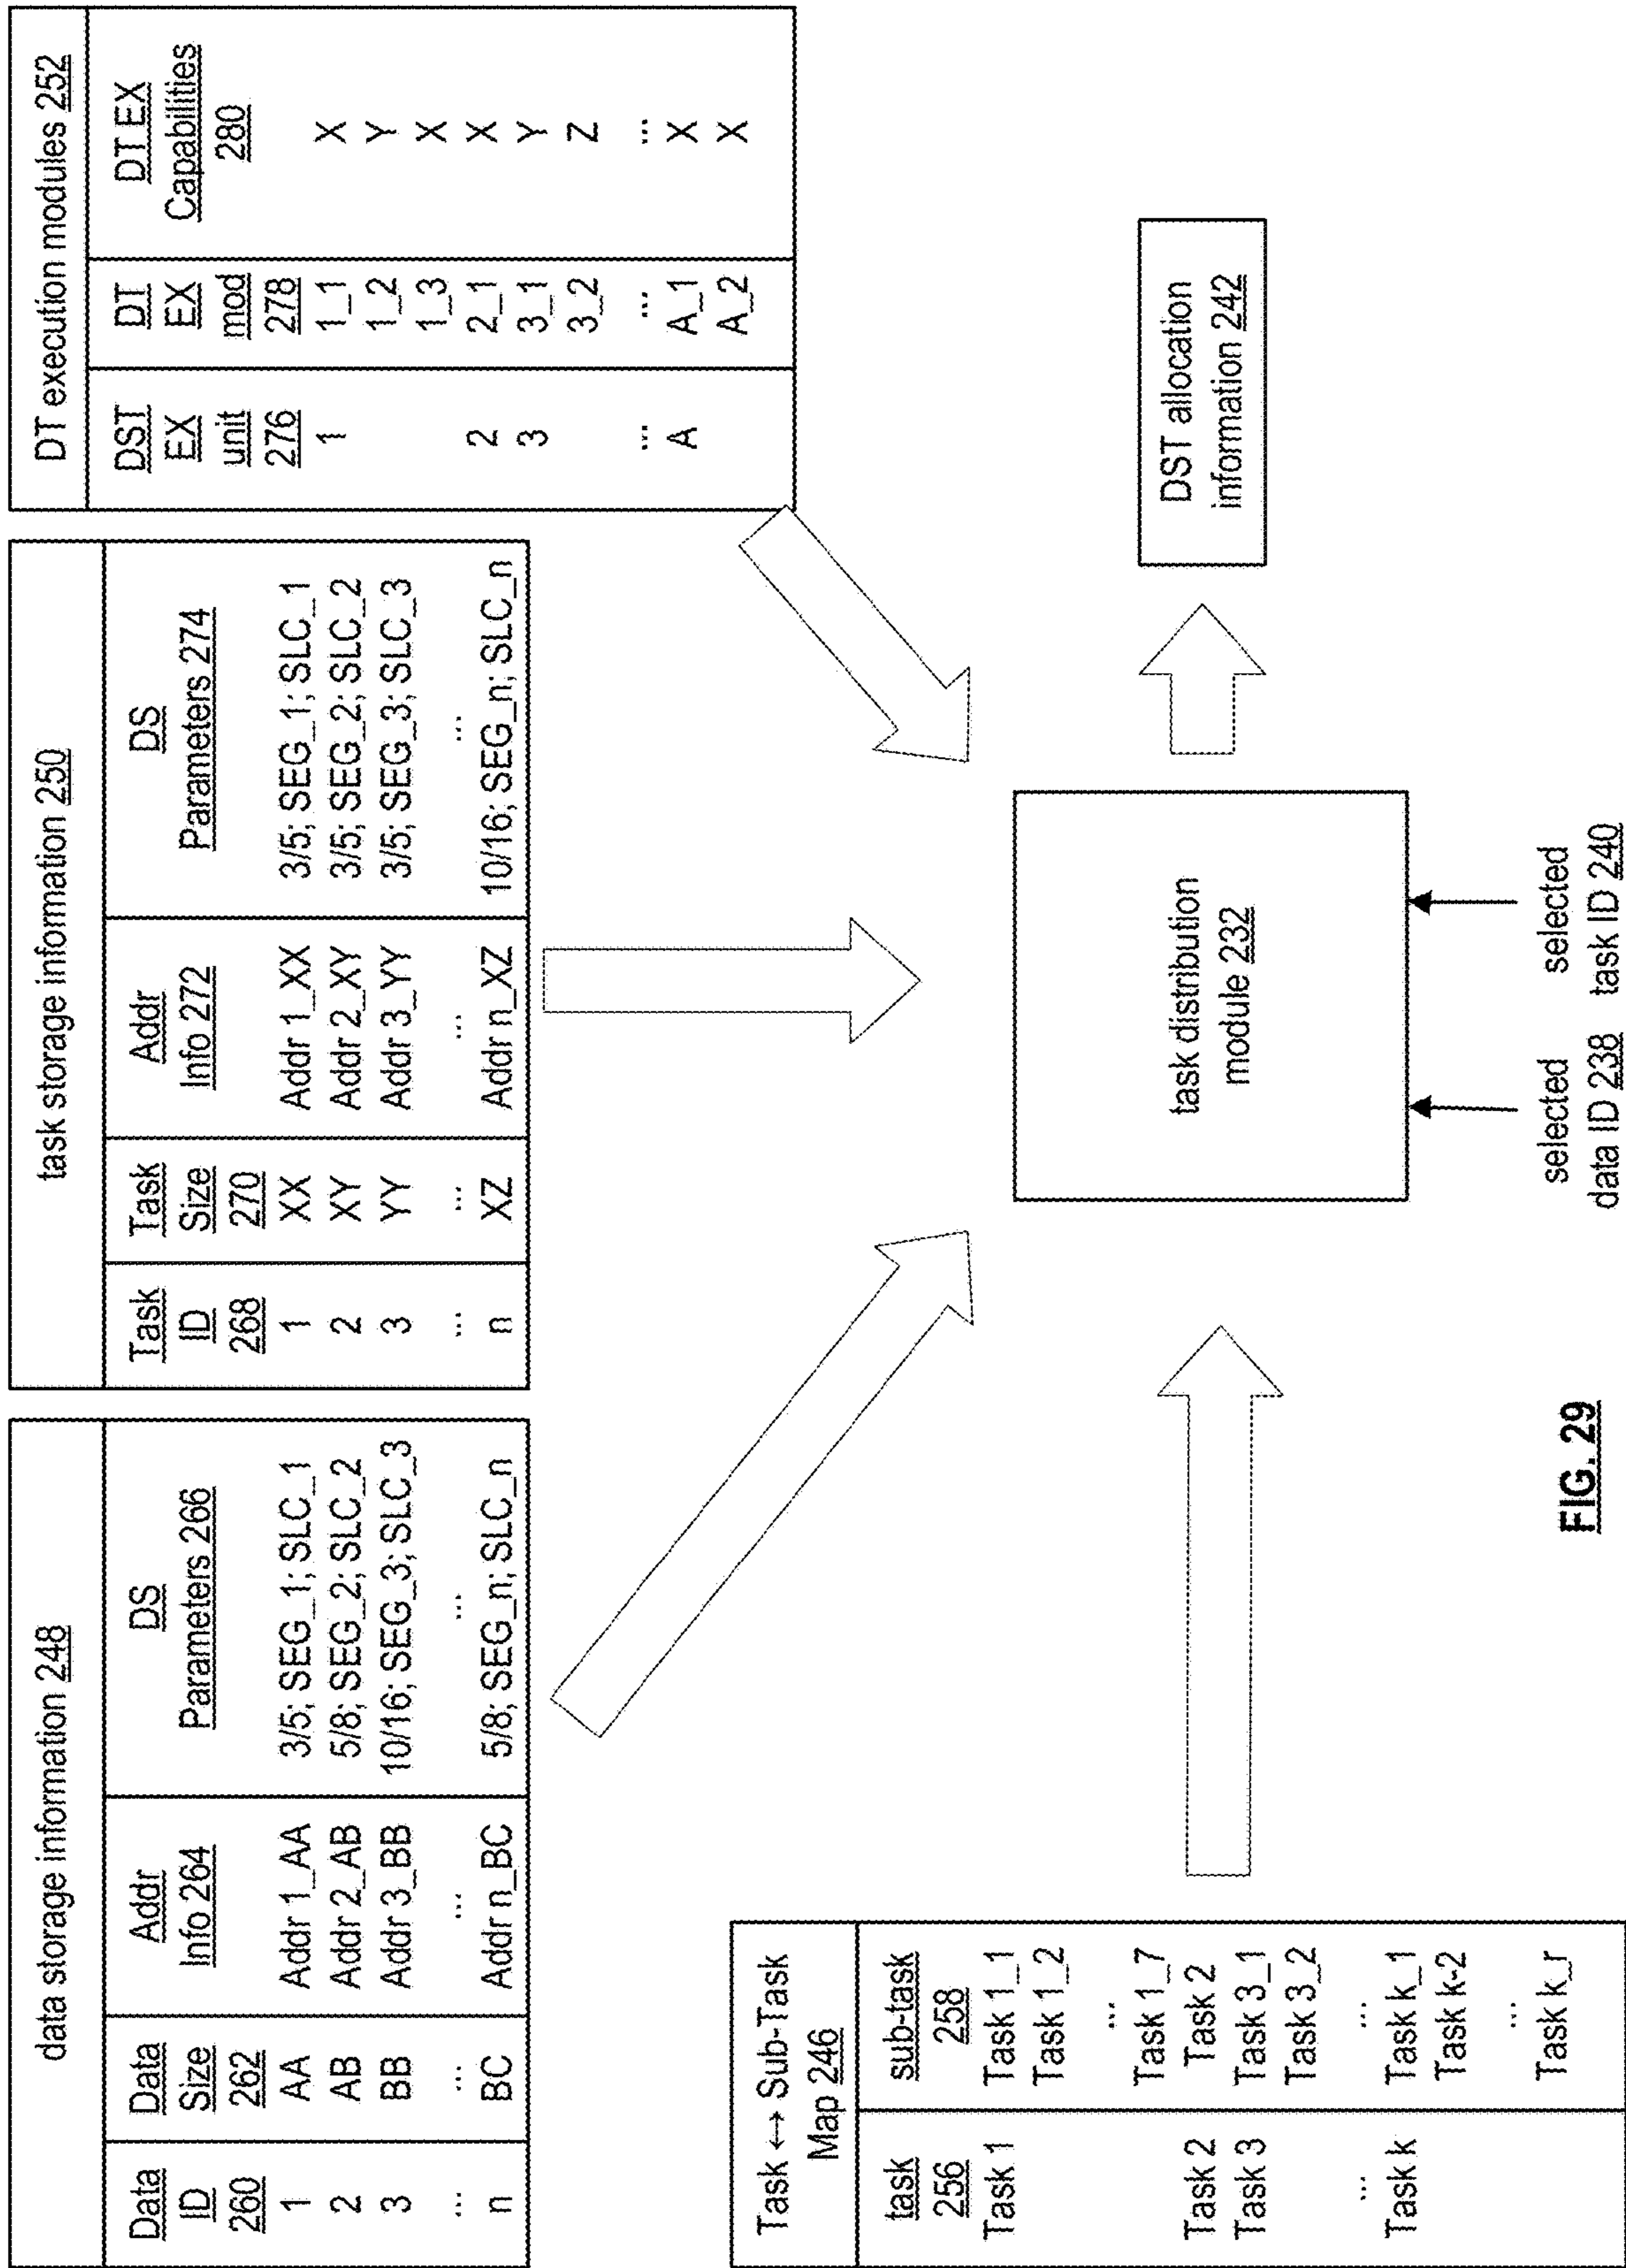 data storage information 248
Data ID 260 Data Size 262 Addr Info 264 DS Parameters 266
1 AA Addr 1_AA 3/5; SEG_1; SLC_1
2 AB Addr 2_AB 5/8; SEG_2; SLC_2
3 BB Addr 3_BB 10/16; SEG_3; SLC_3
... ... ... ...
n BC Addr n_BC 5/8; SEG_n; SLC_n
task storage information 250
Task ID 268 Task Size 270 Addr Info 272 DS Parameters 274
1 XX Addr 1_XX 3/5; SEG_1; SLC_1
2 XY Addr 2_XY 3/5; SEG_2; SLC_2
3 YY Addr 3_YY 3/5; SEG_3; SLC_3
... ... ... ...
n XZ Addr n_XZ 10/16; SEG_n; SLC_n
DT execution modules 252
DST EX unit 276 DT EX mod 278 DT EX Capabilities 280
1 1_1 X
1_2 Y
1_3 X
2 2_1 X
3 3_1 Y
3_2 Z
... ... ...
A A_1 X
A_2 X
Task ↔ Sub-Task
Map 246
task 256 sub-task 258
Task 1 Task 1_1
Task 1_2
...
Task 1_7
Task 2 Task 2
Task 3 Task 3_1
Task 3_2
... ...
Task k Task k_1
Task k-2
...
Task k_r
task distribution
module 232
DST allocation
information 242
selected
data ID 238
selected
task ID 240
FIG. 29